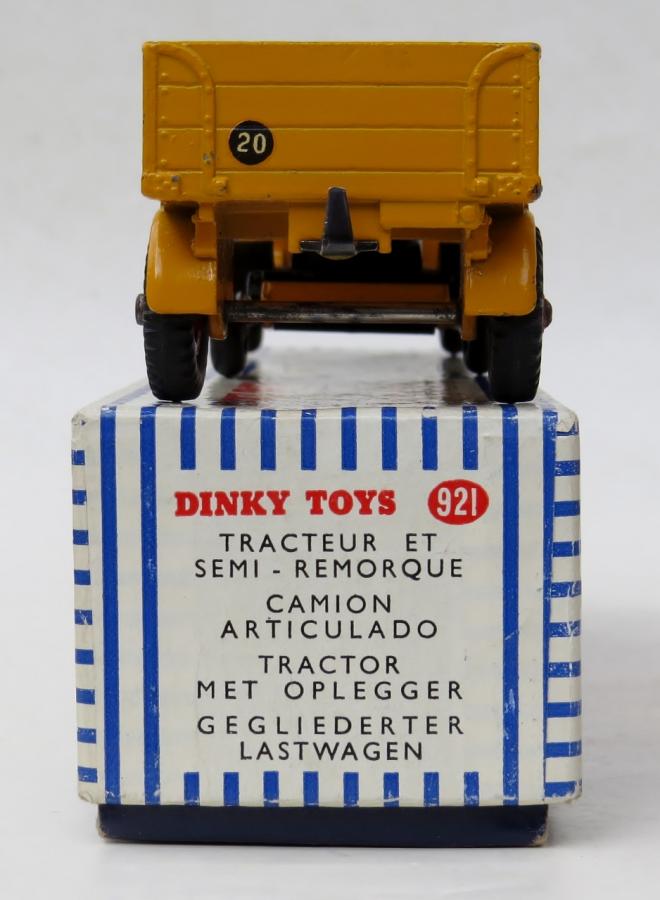 20
DINKY TOYS 921
TRACTEUR ET
SEMI - REMORQUE
CAMION
ARTICULADO
TRACTOR
MET OPLEGGER
GEGLIEDERTER
LASTWAGEN